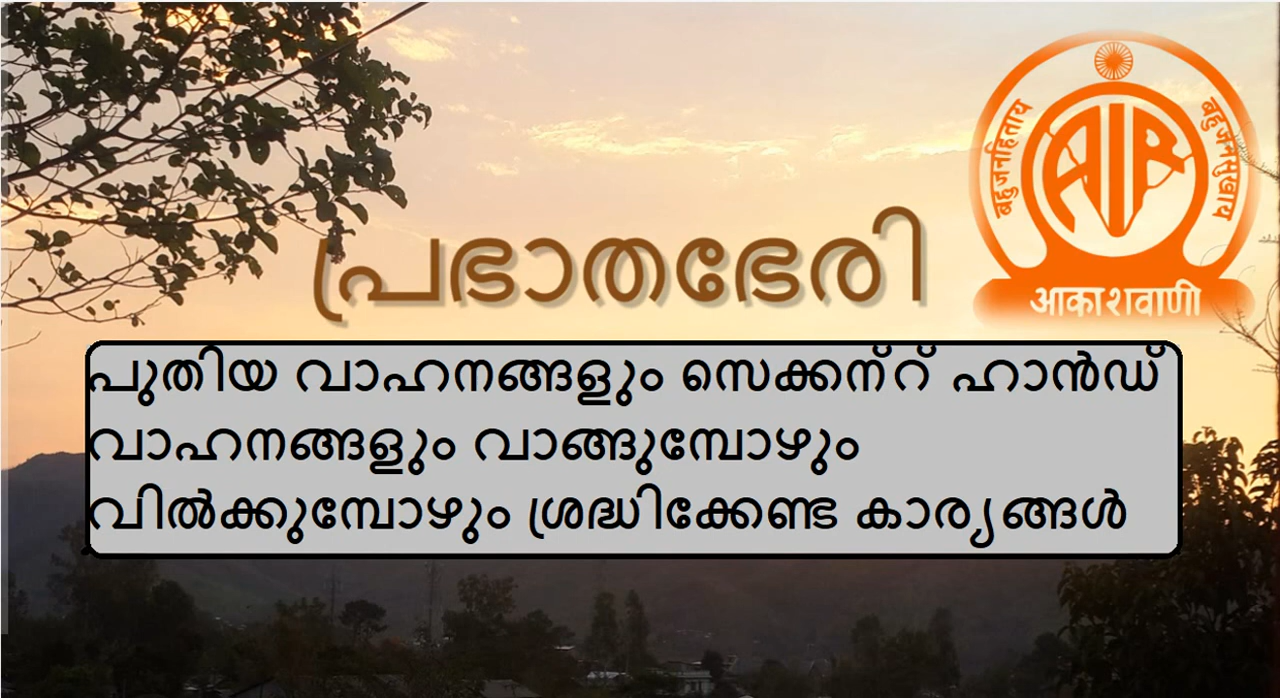 बहुजनहिताय बहुजनसुखाय
AIR
आकाशवाणी
പ്രഭാതഭേരി
പുതിയ വാഹനങ്ങളും സെക്കന്റ് ഹാൻഡ്
വാഹനങ്ങളും വാങ്ങുമ്പോഴും
വിൽക്കുമ്പോഴും ശ്രദ്ധിക്കേണ്ട കാര്യങ്ങൾ